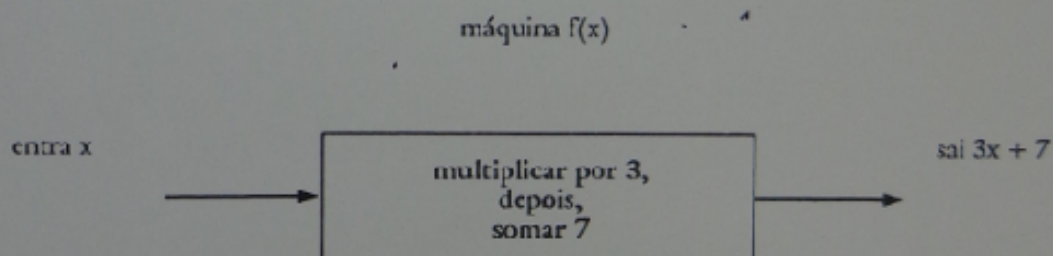 máquina f(x)
entra x
multiplicar por 3,
depois,
somar 7
sai 3x + 7